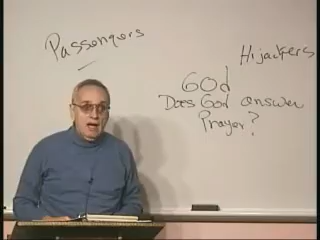 Passengers
Hijackers
God
Does God answer
Prayer?